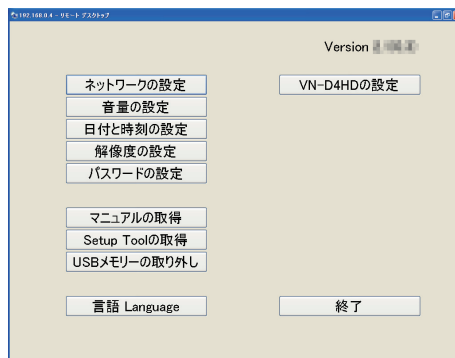 192.168.0.4 - リモート デスクトップ
Version
ネットワークの設定
VN-D4HDの設定
音量の設定
日付と時刻の設定
解像度の設定
パスワードの設定
マニュアルの取得
Setup Toolの取得
USBメモリーの取り外し
言語 Language
終了